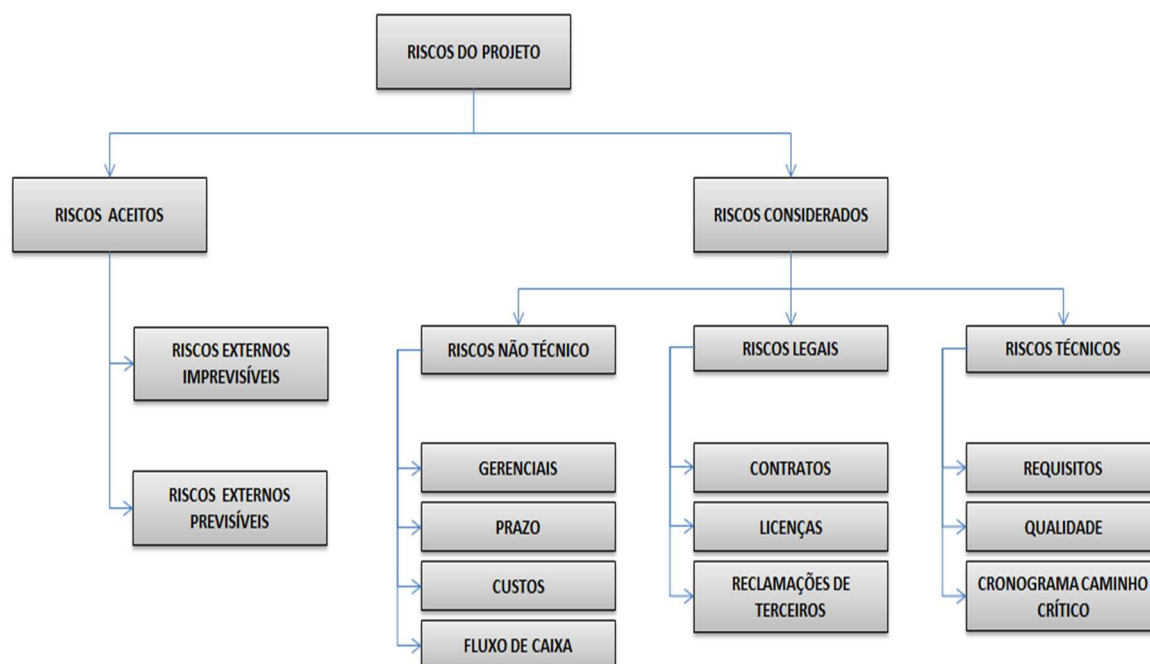 RISCOS DO PROJETO
RISCOS ACEITOS
RISCOS CONSIDERADOS
RISCOS EXTERNOS
IMPREVISÍVEIS
RISCOS EXTERNOS
PREVISÍVEIS
RISCOS NÃO TÉCNICO
GERENCIAIS
PRAZO
CUSTOS
FLUXO DE CAIXA
RISCOS LEGAIS
CONTRATOS
LICENÇAS
RECLAMAÇÕES DE
TERCEIROS
RISCOS TÉCNICOS
REQUISITOS
QUALIDADE
CRONOGRAMA CAMINHO
CRÍTICO